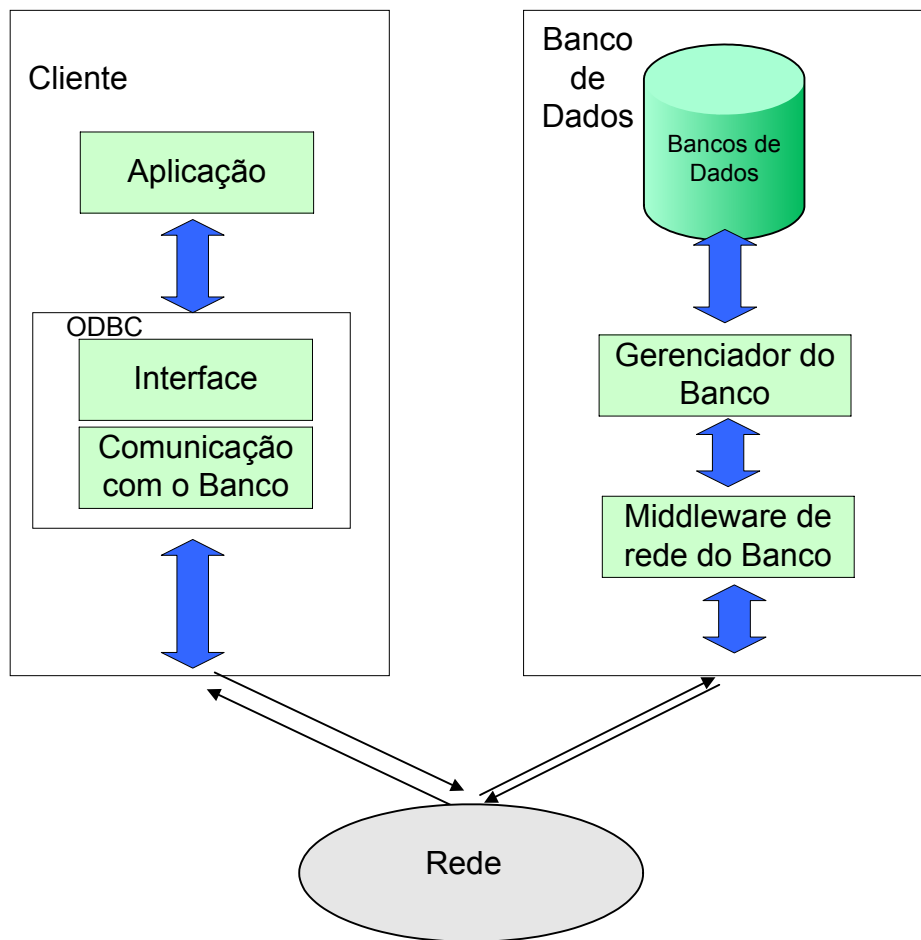 Cliente
Aplicação
ODBC
Interface
Comunicação
com o Banco
Banco
de
Dados
Bancos de
Dados
Gerenciador do
Banco
Middleware de
rede do Banco
Rede